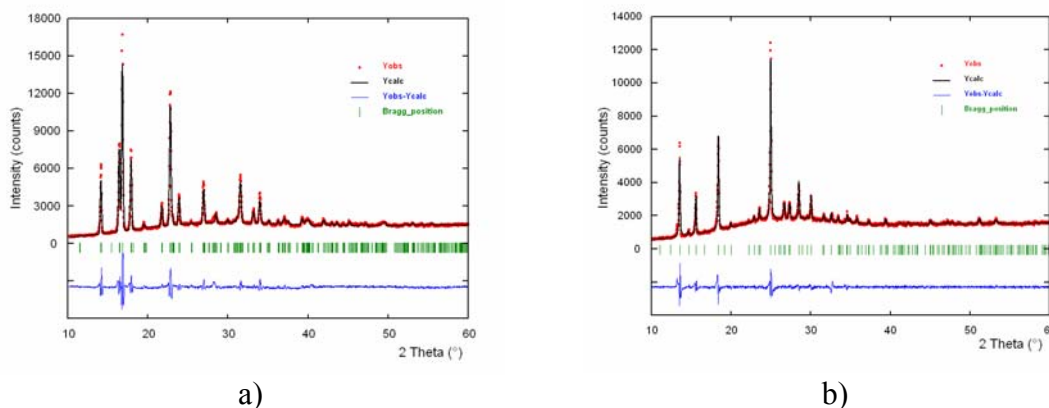 18000
15000
12000
9000
6000
3000
0
Intensity (counts)
Yobs
Ycalc
Yobs-Ycalc
Bragg_position
10 20 30 40 50 60
2 Theta (°)
a)
14000
12000
10000
8000
6000
4000
2000
0
Intensity (counts)
Yobs
Ycalc
Yobs-Ycalc
Bragg_position
10 20 30 40 50 60
2 Theta (°)
b)